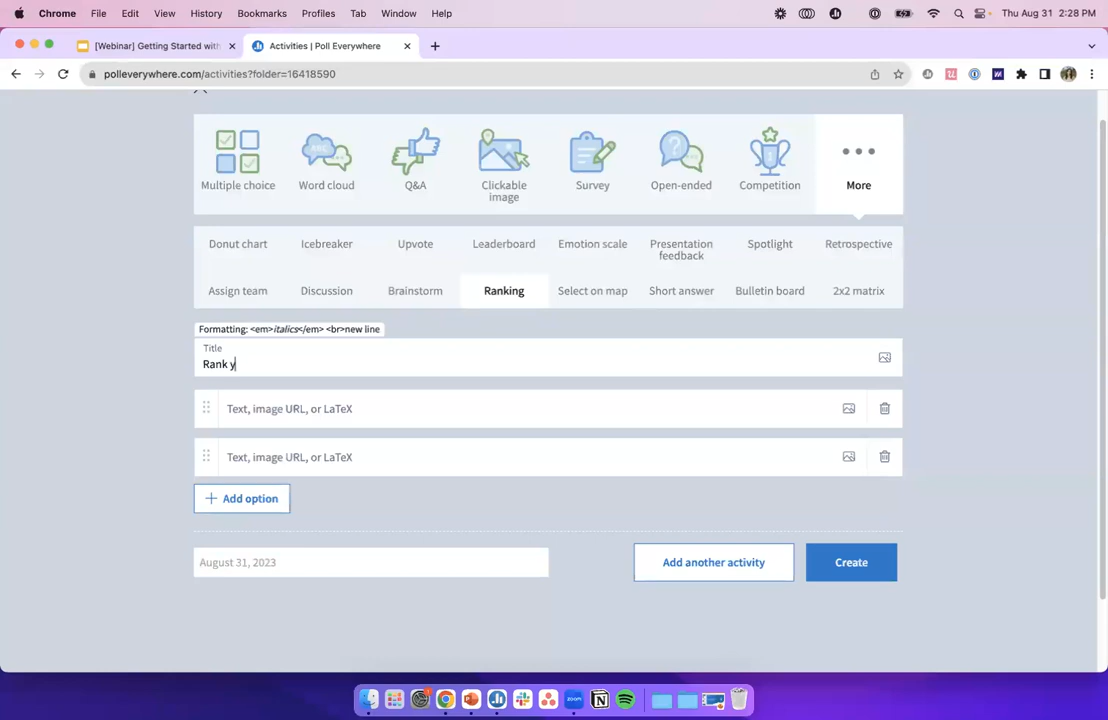 Chrome File Edit View History Bookmarks Profiles Tab Window Help Thu Aug 31 2:28 PM
[Webinar] Getting Started with Activities | Poll Everywhere
polleverywhere.com/activities?folder=16418590
Multiple choice Word cloud Q&A Clickable image Survey Open-ended Competition More
Donut chart Icebreaker Upvote Leaderboard Emotion scale Presentation feedback Spotlight Retrospective
Assign team Discussion Brainstorm Ranking Select on map Short answer Bulletin board 2x2 matrix
Formatting: <em>italics</em> <br>new line
Title
Rank y
Text, image URL, or LaTeX
Text, image URL, or LaTeX
Add option
August 31, 2023 Add another activity Create
zoom